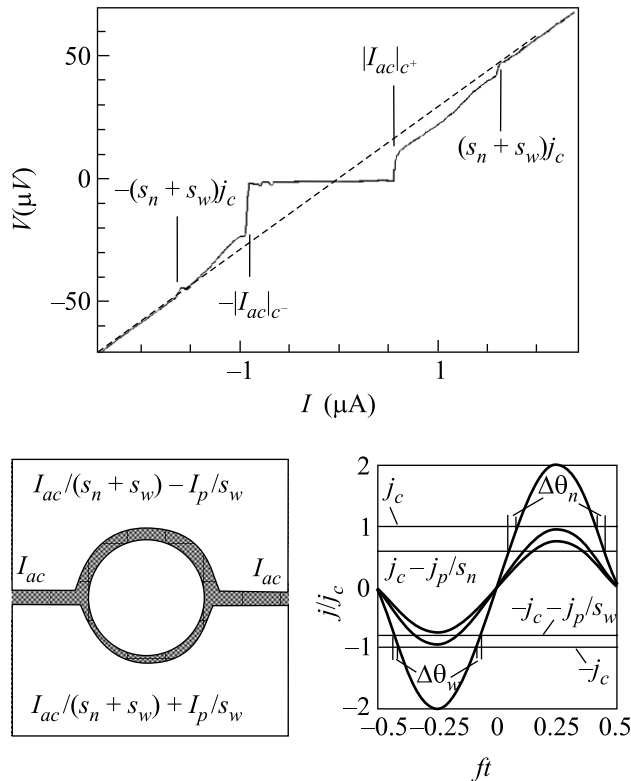 50
0
−50
V(μV)
|I_ac|_c+
(s_n + s_w)j_c
−(s_n + s_w)j_c
−|I_ac|_c−
−1
1
I (μA)
I_ac/(s_n + s_w) − I_p/s_w
I_ac
I_ac
I_ac/(s_n + s_w) + I_p/s_w
2
1
0
−1
−2
j/j_c
j_c
Δθ_n
j_c − j_p/s_n
−j_c − j_p/s_w
−j_c
Δθ_w
−0.5
−0.25
0
0.25
0.5
ft